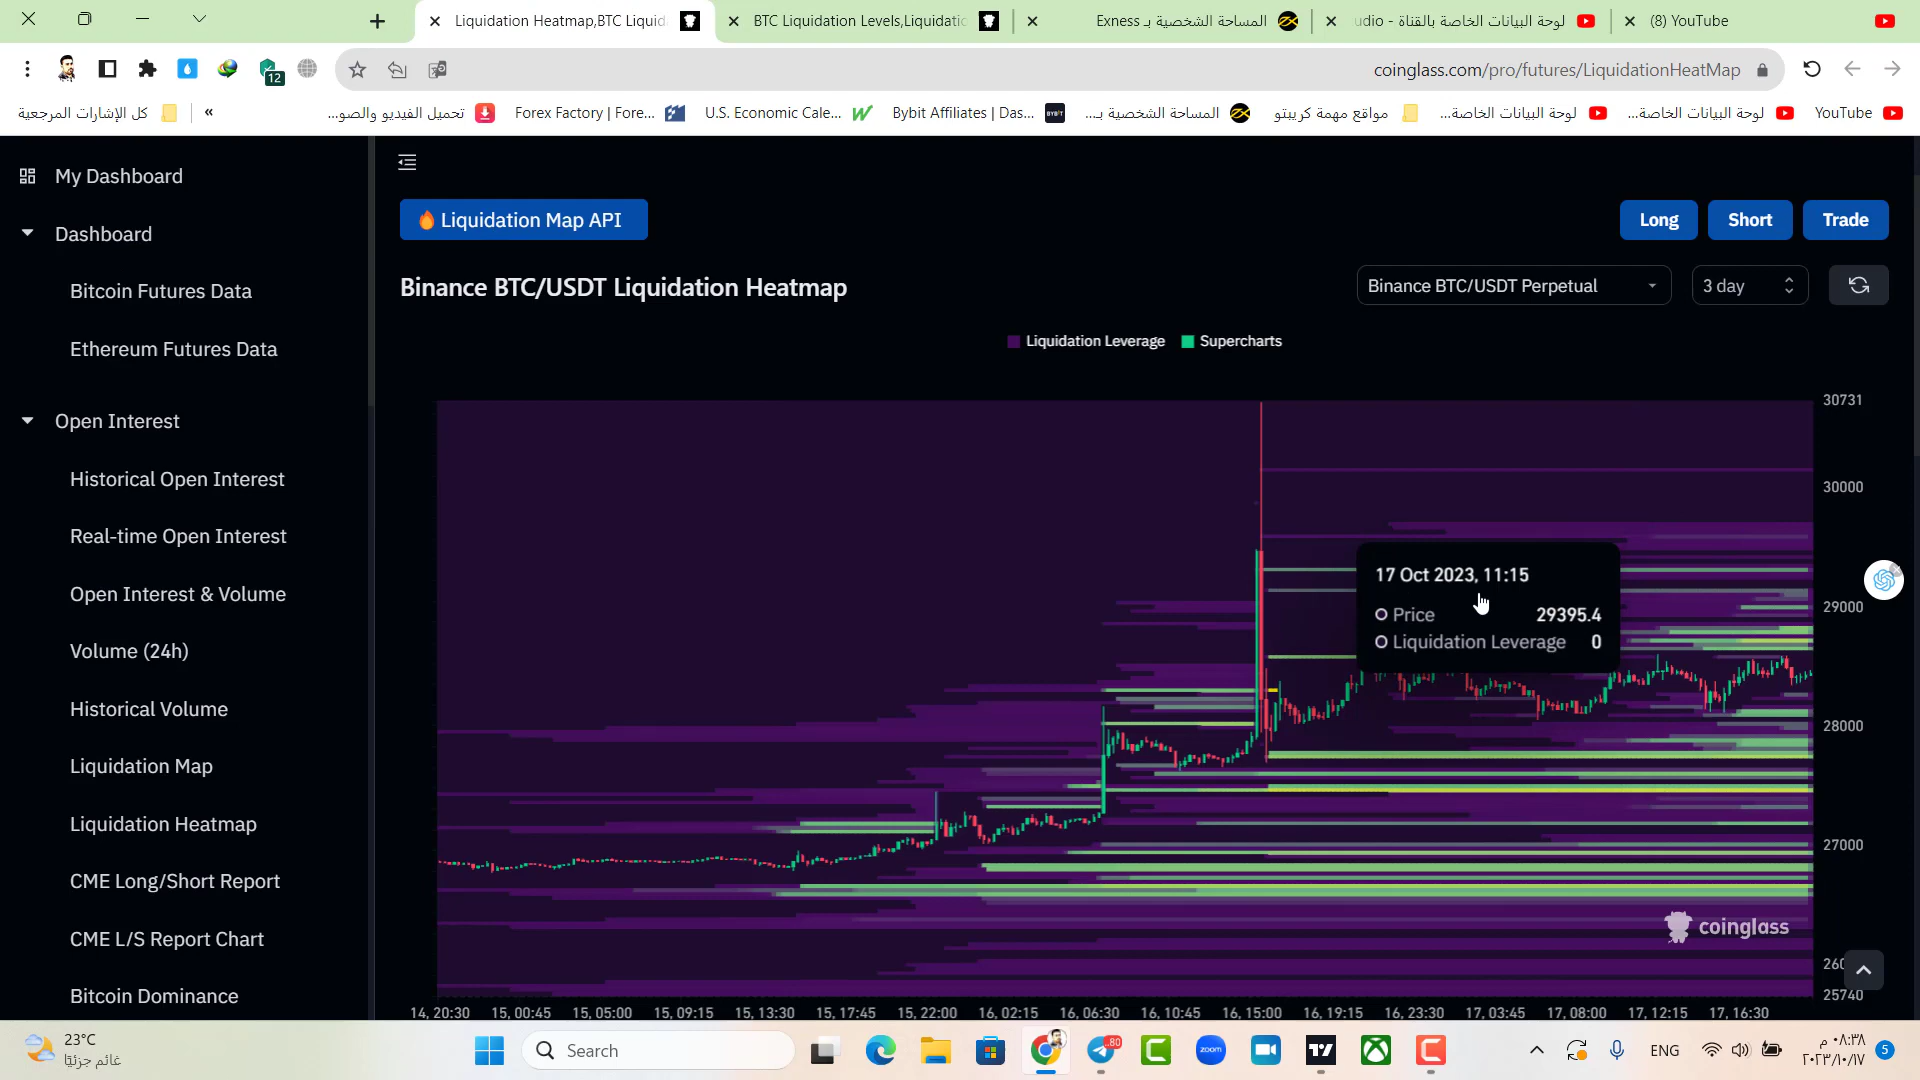 Liquidation Heatmap,BTC Liquid
BTC Liquidation Levels,Liquidatio
المساحة الشخصية بـ Exness
لوحة البيانات الخاصة بالقناة - udio
(8) YouTube
12
coinglass.com/pro/futures/LiquidationHeatMap
كل الإشارات المرجعية
»
تحميل الفيديو والصو...
Forex Factory | Fore...
U.S. Economic Cale...
Bybit Affiliates | Das...
المساحة الشخصية بـ...
مواقع مهمة كريبتو
لوحة البيانات الخاصة...
لوحة البيانات الخاصة...
YouTube
My Dashboard
Dashboard
Bitcoin Futures Data
Ethereum Futures Data
Open Interest
Historical Open Interest
Real-time Open Interest
Open Interest & Volume
Volume (24h)
Historical Volume
Liquidation Map
Liquidation Heatmap
CME Long/Short Report
CME L/S Report Chart
Bitcoin Dominance
Liquidation Map API
Long
Short
Trade
Binance BTC/USDT Liquidation Heatmap
Binance BTC/USDT Perpetual
3 day
Liquidation Leverage
Supercharts
30731
30000
29000
28000
27000
25740
17 Oct 2023, 11:15
Price 29395.4
Liquidation Leverage 0
coinglass
14, 20:30 15, 00:45 15, 05:00 15, 09:15 15, 13:30 15, 17:45 15, 22:00 16, 02:15 16, 06:30 16, 10:45 16, 15:00 16, 19:15 16, 23:30 17, 03:45 17, 08:00 17, 12:15 17, 16:30
23°C
غائم جزئيًا
Search
.80
zoom
ENG
٠٨:٣٨ م
٢٠٢٣/١٠/١٧
5